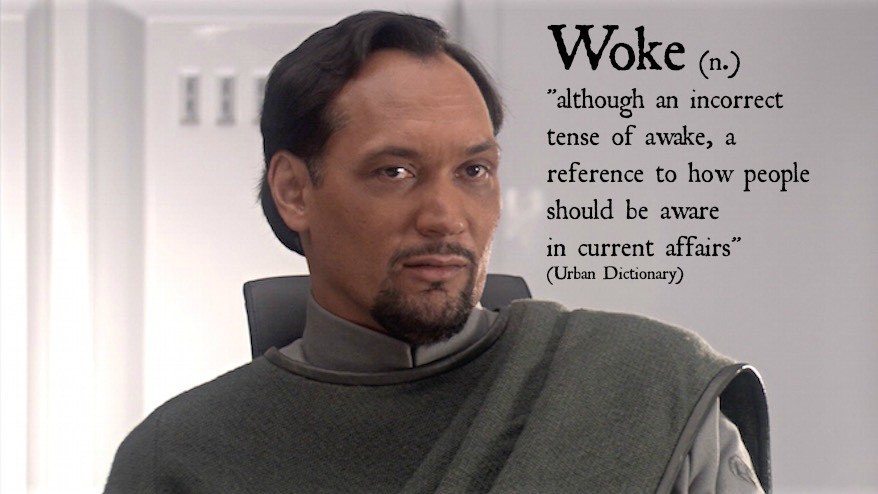 Woke (n.)
"although an incorrect
tense of awake, a
reference to how people
should be aware
in current affairs"
(Urban Dictionary)